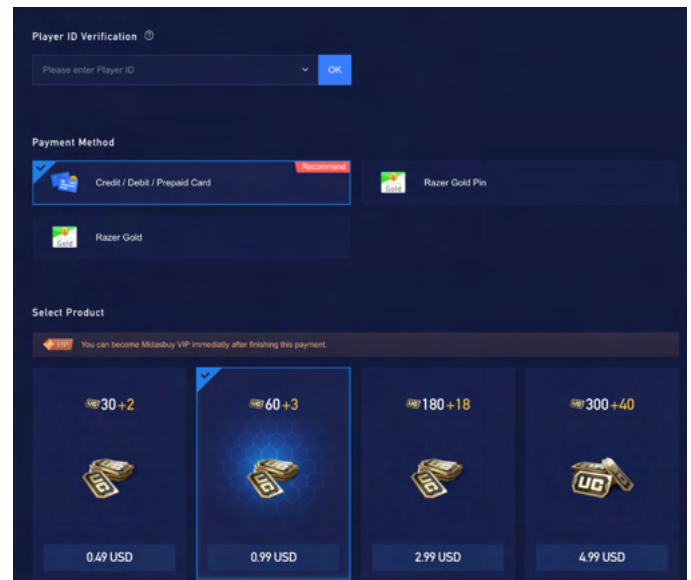 Player ID Verification ?
Please enter Player ID
OK
Payment Method
Recommend
Credit / Debit / Prepaid Card
Razer Gold Pin
Gold
Gold
Razer Gold
Select Product
VIP You can become Midasbuy VIP immediatly after finishing this payment.
UC 30+2
UC 60+3
UC 180+18
UC 300+40
UC
UC
UC
UC
0.49 USD
0.99 USD
2.99 USD
4.99 USD